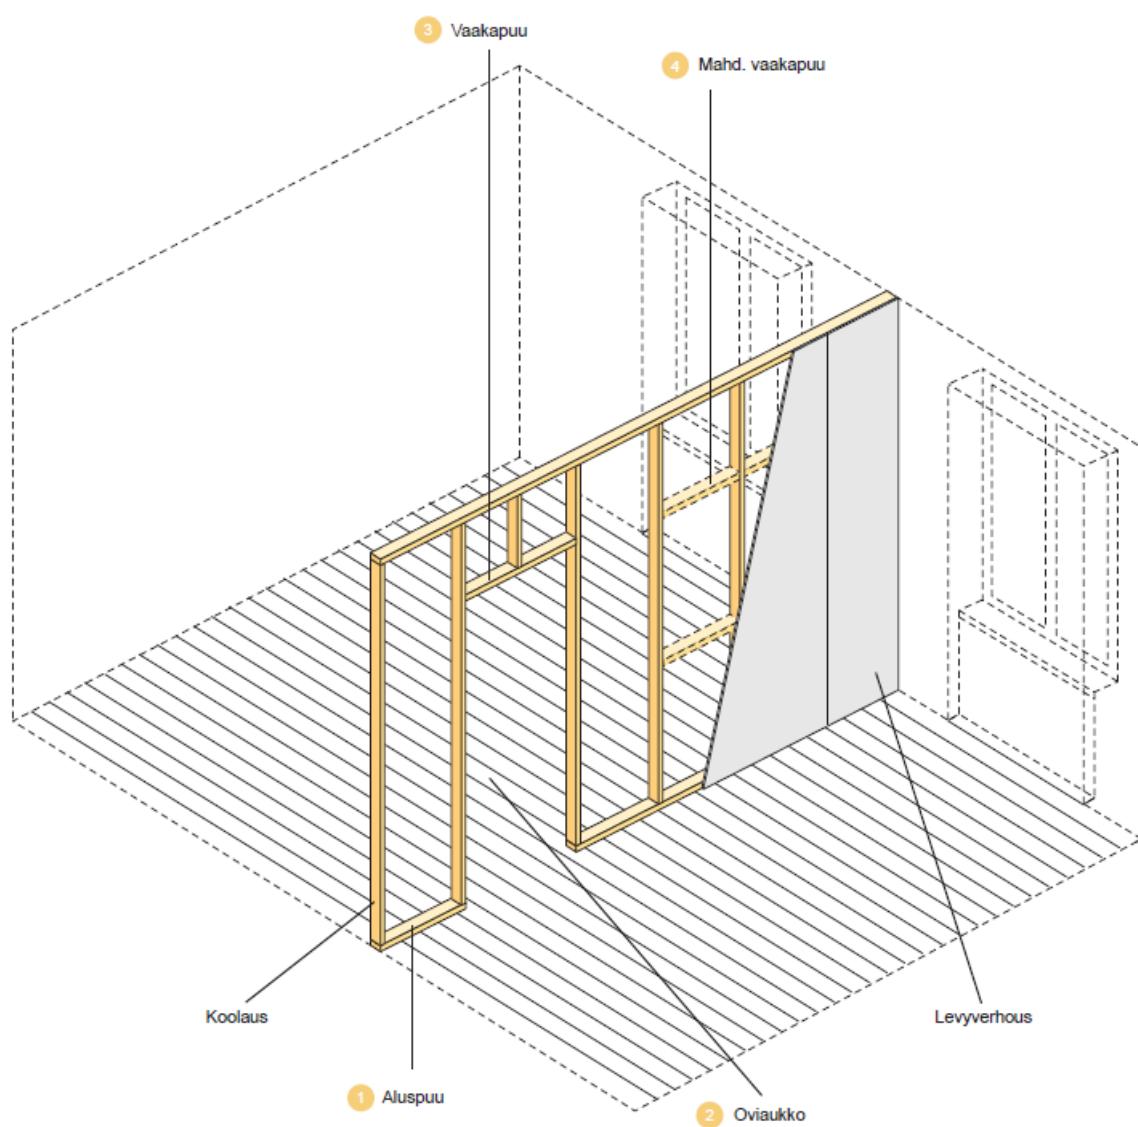 3 Vaakapuu
4 Mahd. vaakapuu
Koolaus
Levyverhous
1 Aluspuu
2 Oviaukko